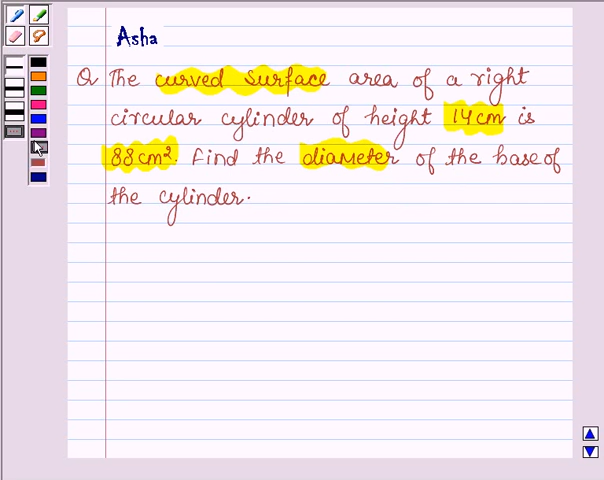 Asha
Q The curved surface area of a right
circular cylinder of height 14cm is
88cm². Find the diameter of the base of
the cylinder.